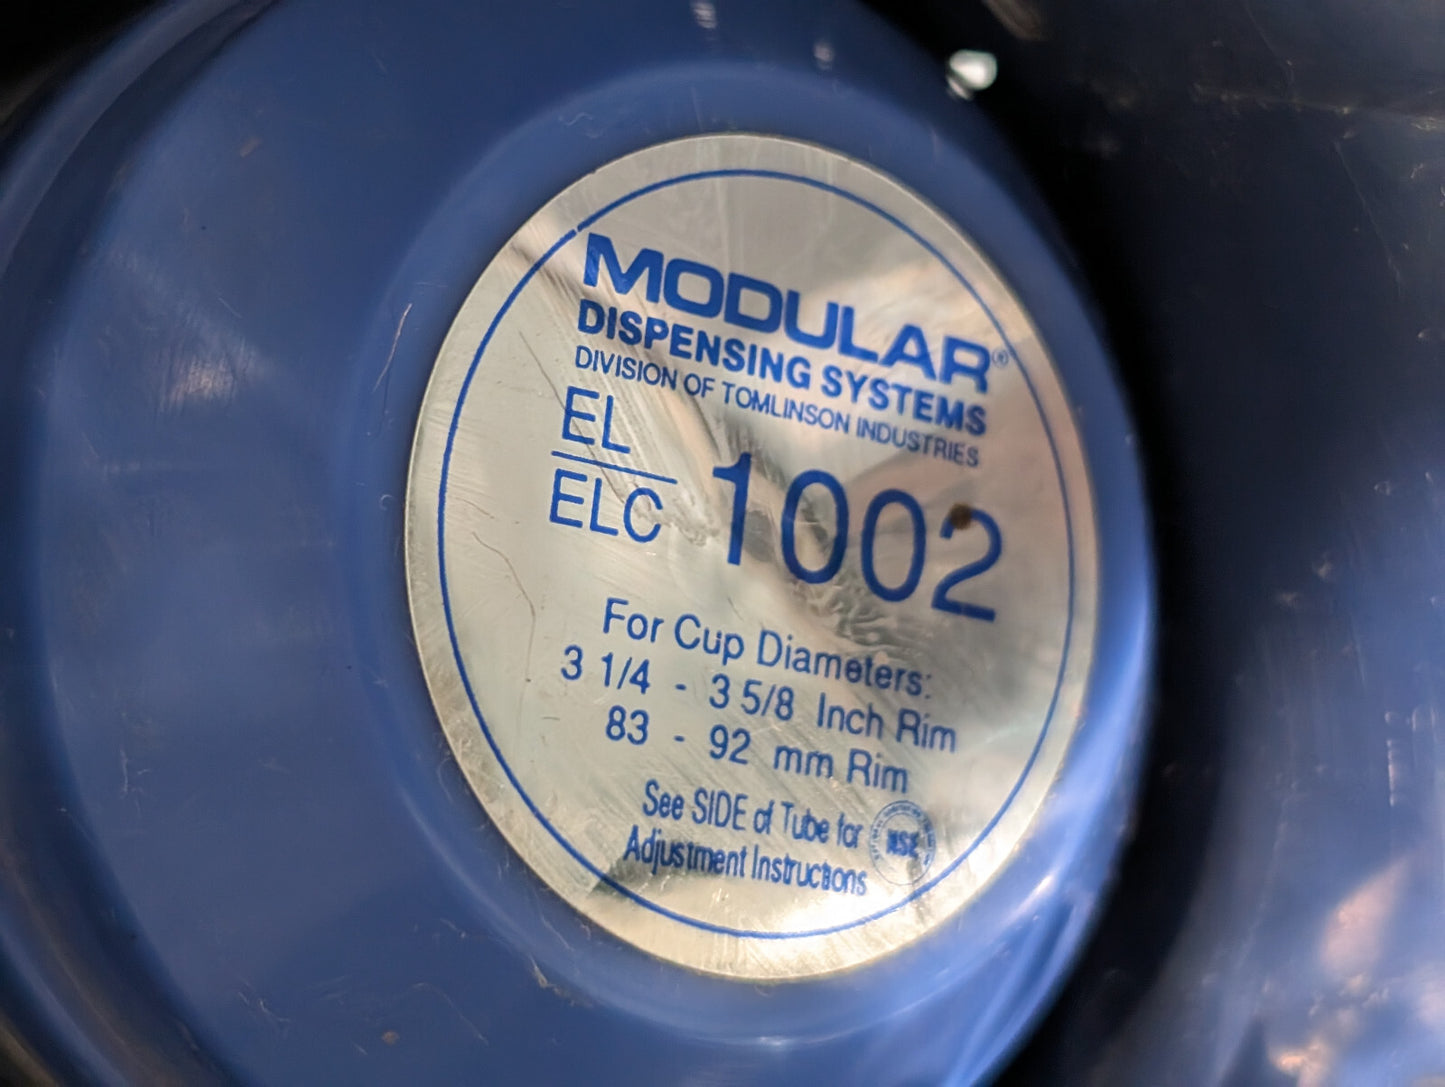 MODULAR®
DISPENSING SYSTEMS
DIVISION OF TOMLINSON INDUSTRIES
EL
ELC
1002
For Cup Diameters:
3 1/4 - 3 5/8 Inch Rim
83 - 92 mm Rim
See SIDE of Tube for
Adjustment Instructions